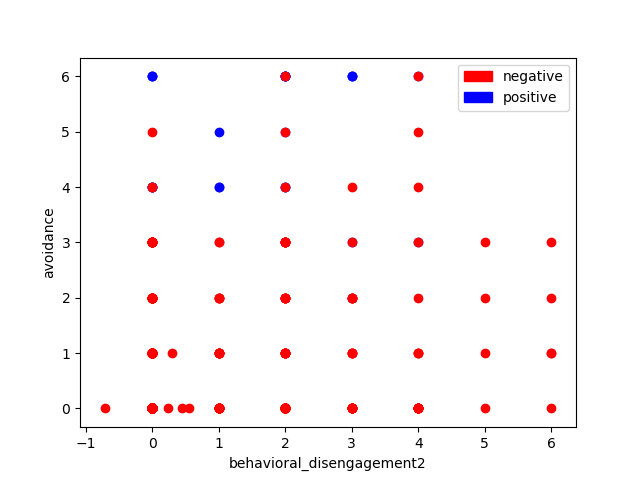 6
5
4
3
2
1
0
avoidance
negative
positive
−1 0 1 2 3 4 5 6
behavioral_disengagement2